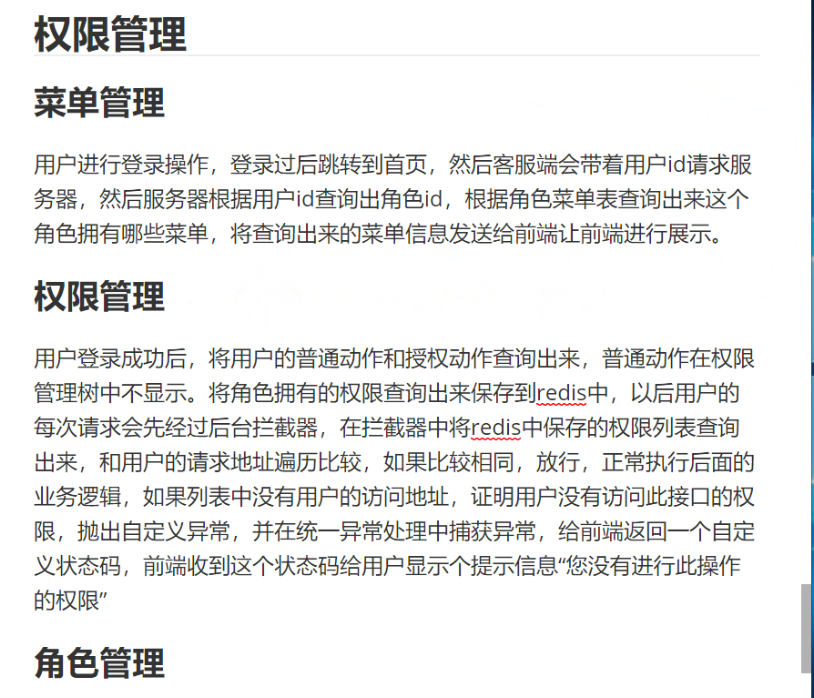 权限管理
菜单管理
用户进行登录操作，登录过后跳转到首页，然后客服端会带着用户id请求服
务器，然后服务器根据用户id查询出角色id，根据角色菜单表查询出来这个
角色拥有哪些菜单，将查询出来的菜单信息发送给前端让前端进行展示。
权限管理
用户登录成功后，将用户的普通动作和授权动作查询出来，普通动作在权限
管理树中不显示。将角色拥有的权限查询出来保存到redis中，以后用户的
每次请求会先经过后台拦截器，在拦截器中将redis中保存的权限列表查询
出来，和用户的请求地址遍历比较，如果比较相同，放行，正常执行后面的
业务逻辑，如果列表中没有用户的访问地址，证明用户没有访问此接口的权
限，抛出自定义异常，并在统一异常处理中捕获异常，给前端返回一个自定
义状态码，前端收到这个状态码给用户显示个提示信息“您没有进行此操作
的权限”
角色管理